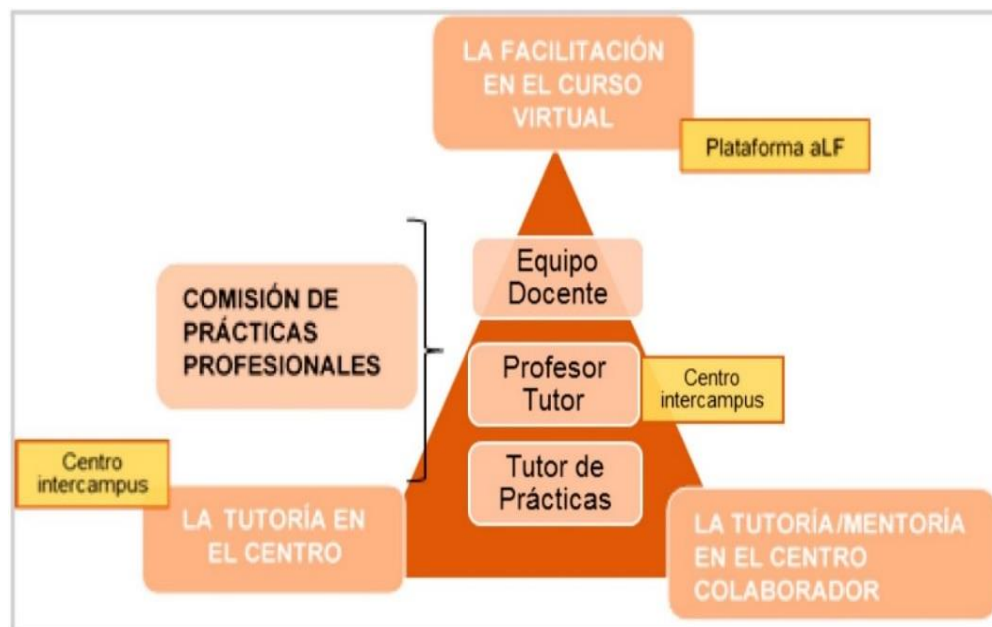 LA FACILITACIÓN
EN EL CURSO
VIRTUAL
Plataforma aLF
Equipo
Docente
COMISIÓN DE
PRÁCTICAS
PROFESIONALES
Profesor
Tutor
Centro
intercampus
Centro
intercampus
Tutor de
Prácticas
LA TUTORÍA EN
EL CENTRO
LA TUTORÍA/MENTORÍA
EN EL CENTRO
COLABORADOR